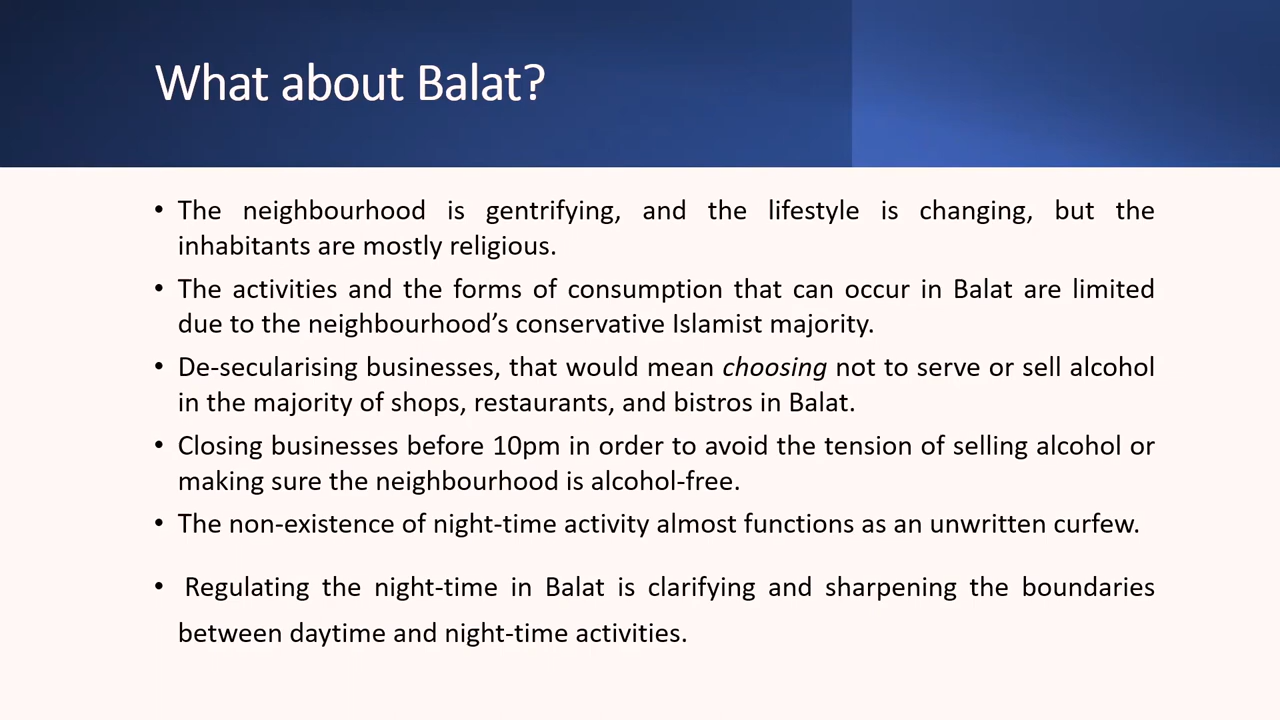 What about Balat?
• The neighbourhood is gentrifying, and the lifestyle is changing, but the
inhabitants are mostly religious.
• The activities and the forms of consumption that can occur in Balat are limited
due to the neighbourhood’s conservative Islamist majority.
• De-secularising businesses, that would mean choosing not to serve or sell alcohol
in the majority of shops, restaurants, and bistros in Balat.
• Closing businesses before 10pm in order to avoid the tension of selling alcohol or
making sure the neighbourhood is alcohol-free.
• The non-existence of night-time activity almost functions as an unwritten curfew.
• Regulating the night-time in Balat is clarifying and sharpening the boundaries
between daytime and night-time activities.